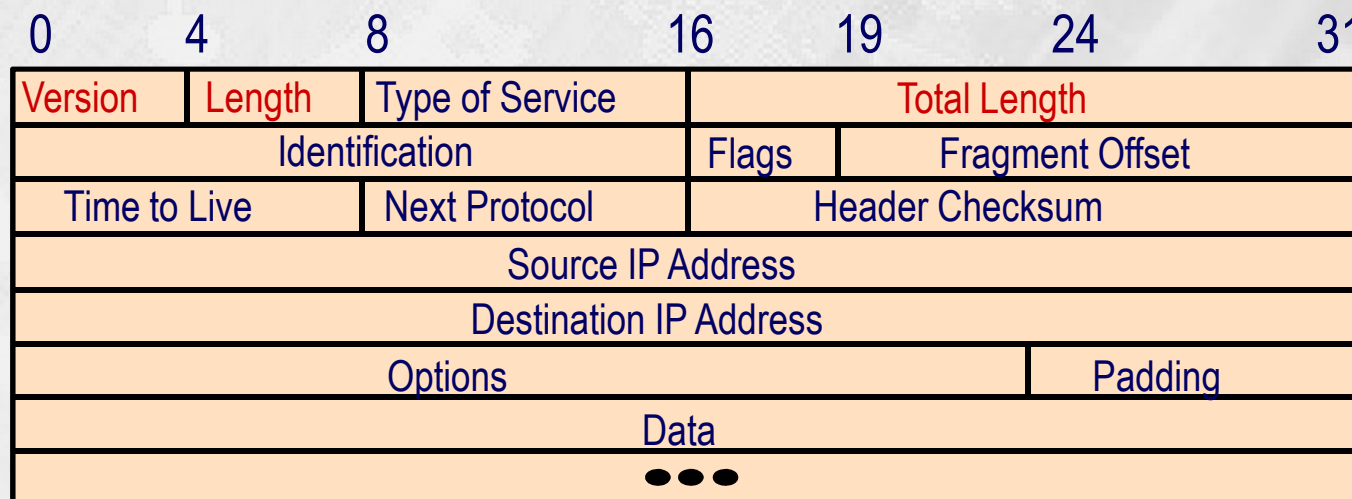 0 4 8 16 19 24 31
Version Length Type of Service Total Length
Identification Flags Fragment Offset
Time to Live Next Protocol Header Checksum
Source IP Address
Destination IP Address
Options Padding
Data
●●●